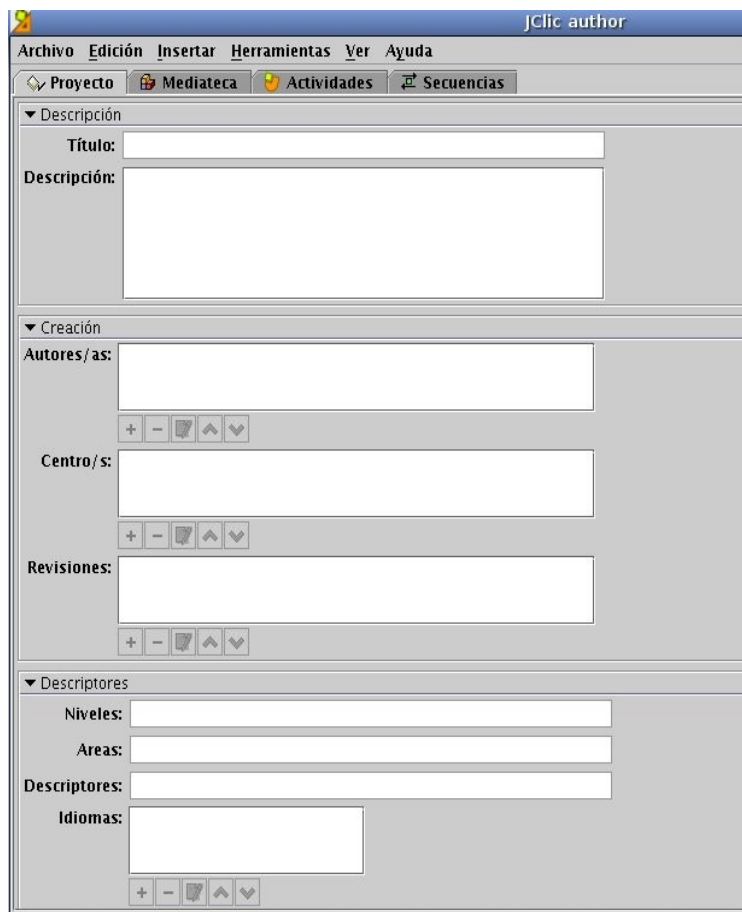 JClic author
Archivo Edición Insertar Herramientas Ver Ayuda
Proyecto Mediateca Actividades Secuencias
Descripción
Título:
Descripción:
Creación
Autores/as:
Centro/s:
Revisiones:
Descriptores
Niveles:
Areas:
Descriptores:
Idiomas: